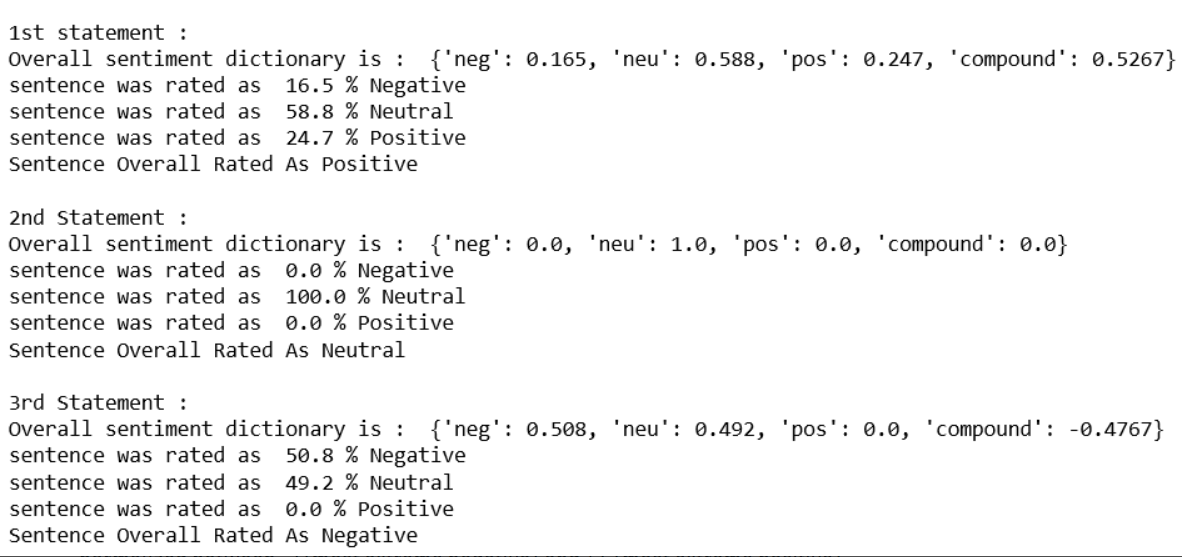 1st statement :
Overall sentiment dictionary is :  {'neg': 0.165, 'neu': 0.588, 'pos': 0.247, 'compound': 0.5267}
sentence was rated as  16.5 % Negative
sentence was rated as  58.8 % Neutral
sentence was rated as  24.7 % Positive
Sentence Overall Rated As Positive

2nd Statement :
Overall sentiment dictionary is :  {'neg': 0.0, 'neu': 1.0, 'pos': 0.0, 'compound': 0.0}
sentence was rated as  0.0 % Negative
sentence was rated as  100.0 % Neutral
sentence was rated as  0.0 % Positive
Sentence Overall Rated As Neutral

3rd Statement :
Overall sentiment dictionary is :  {'neg': 0.508, 'neu': 0.492, 'pos': 0.0, 'compound': -0.4767}
sentence was rated as  50.8 % Negative
sentence was rated as  49.2 % Neutral
sentence was rated as  0.0 % Positive
Sentence Overall Rated As Negative